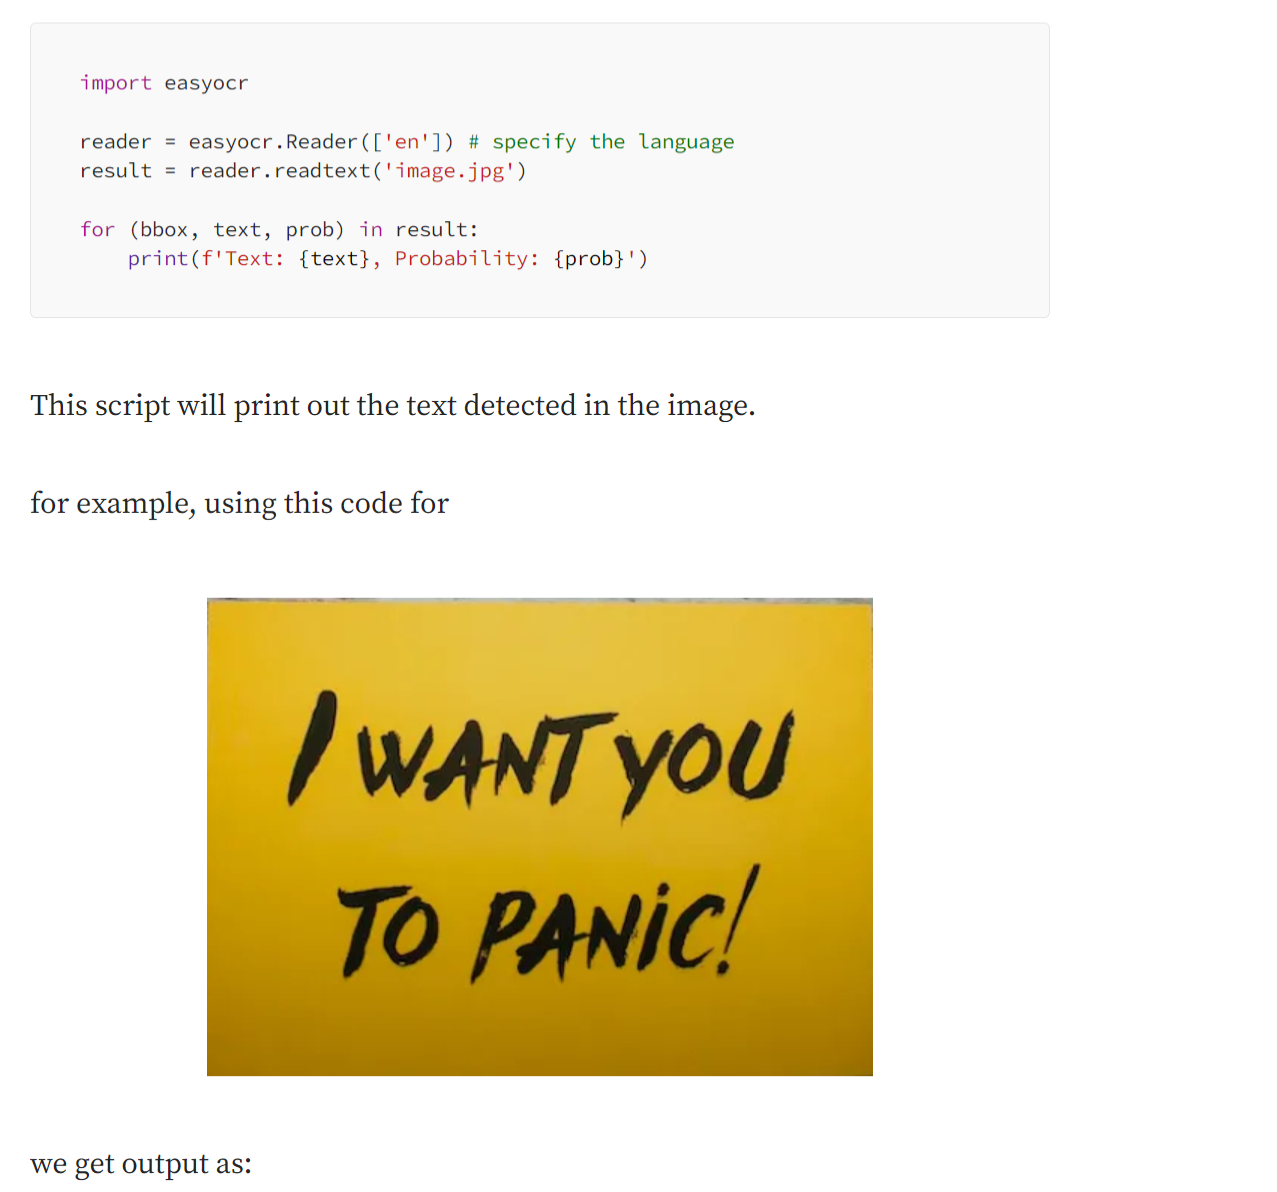 import easyocr
reader = easyocr.Reader(['en']) # specify the language
result = reader.readtext('image.jpg')
for (bbox, text, prob) in result:
    print(f'Text: {text}, Probability: {prob}')
This script will print out the text detected in the image.
for example, using this code for
I WANT YOU
TO PANiC!
we get output as: